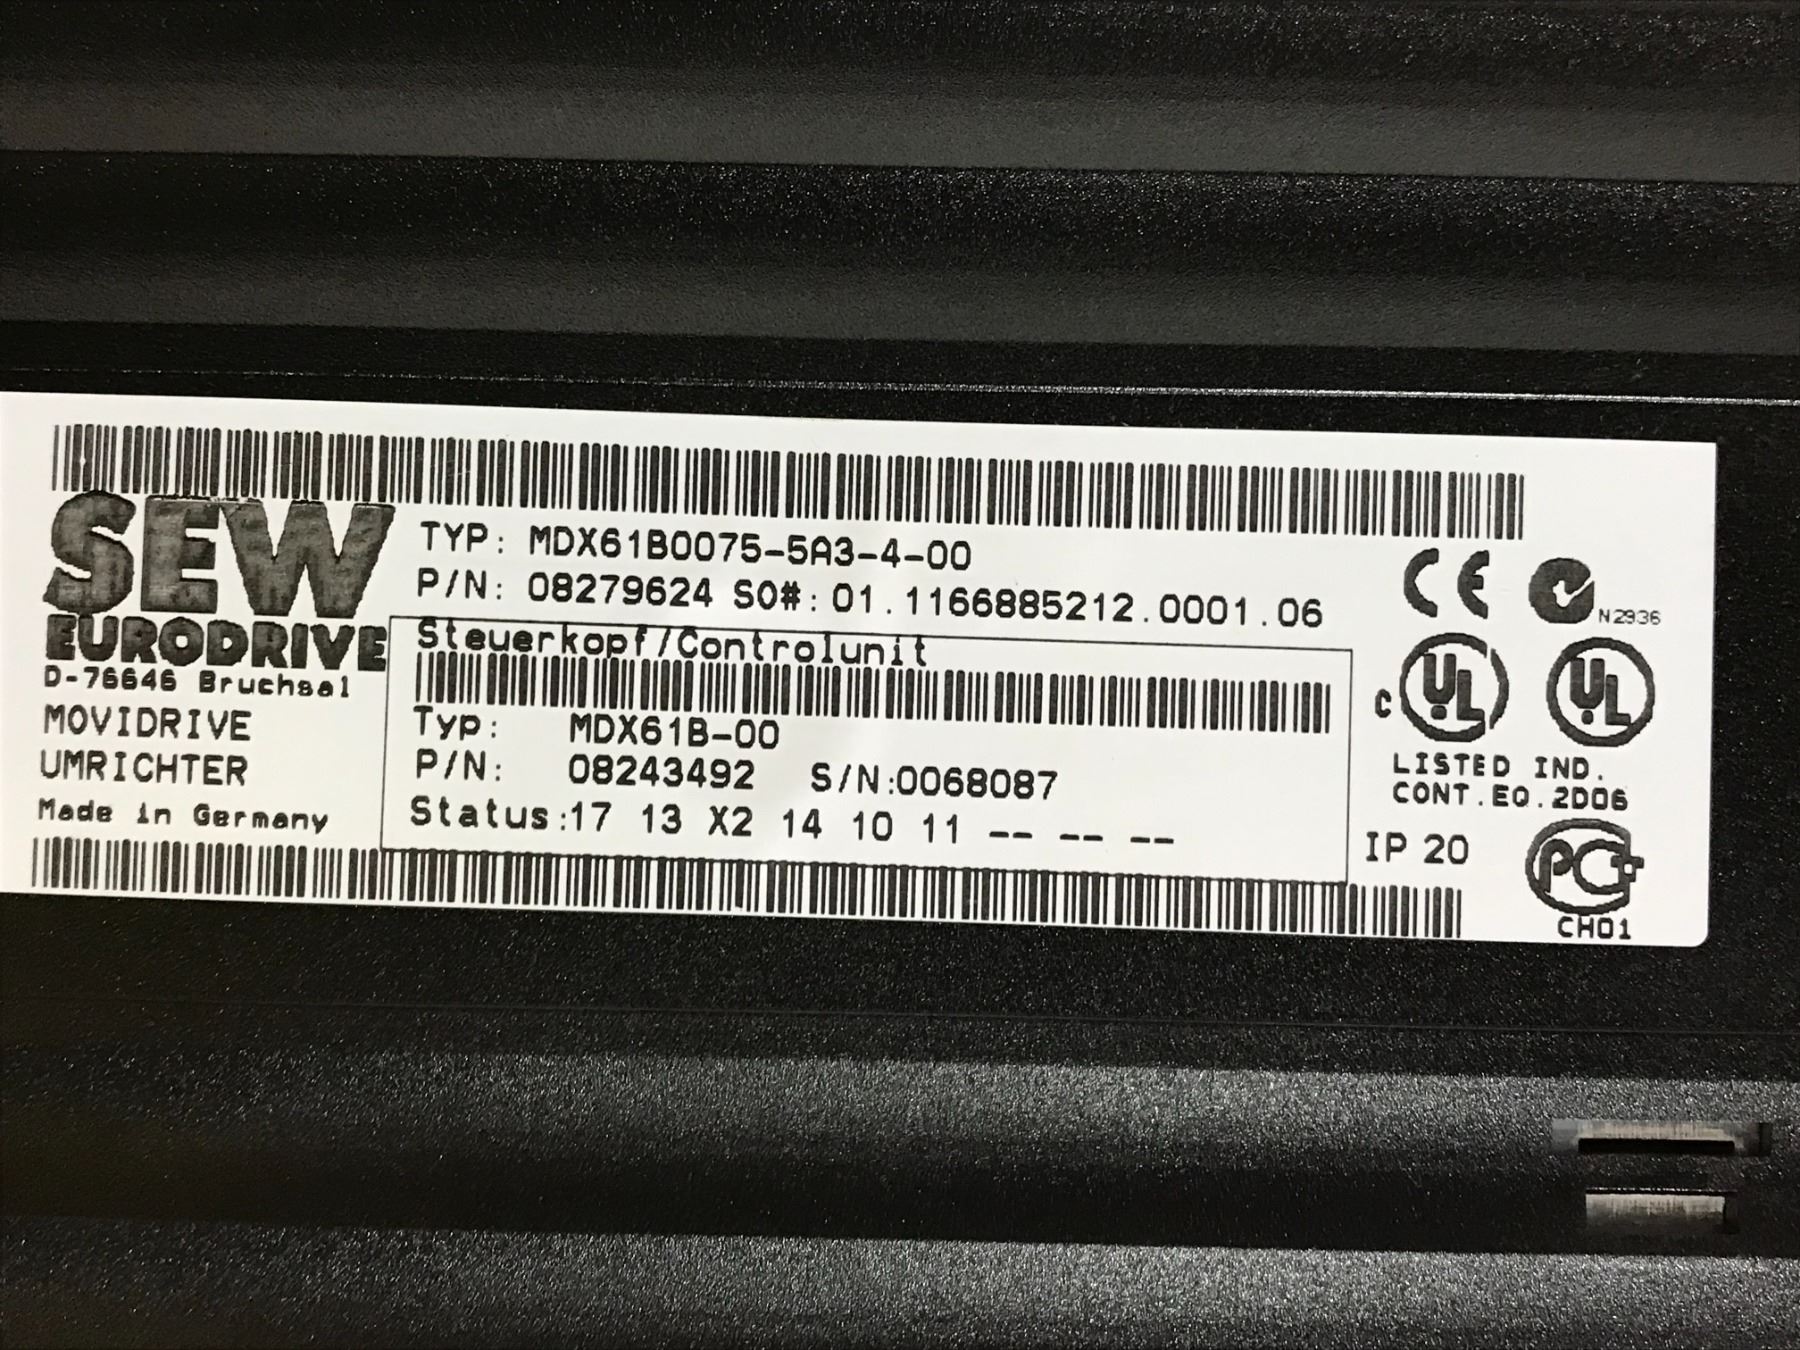 SEW
EURODRIVE
D-76646 Bruchsal
MOVIDRIVE
UMRICHTER
Made in Germany
TYP: MDX61B0075-5A3-4-00
P/N: 08279624 SO#: 01.1166885212.0001.06
Steuerkopf/Controlunit
Typ: MDX61B-00
P/N: 08243492 S/N:0068087
Status:17 13 X2 14 10 11 -- -- --
CE
N2936
C UL UL
LISTED IND.
CONT.EQ.2D06
IP 20
PCT
CH01